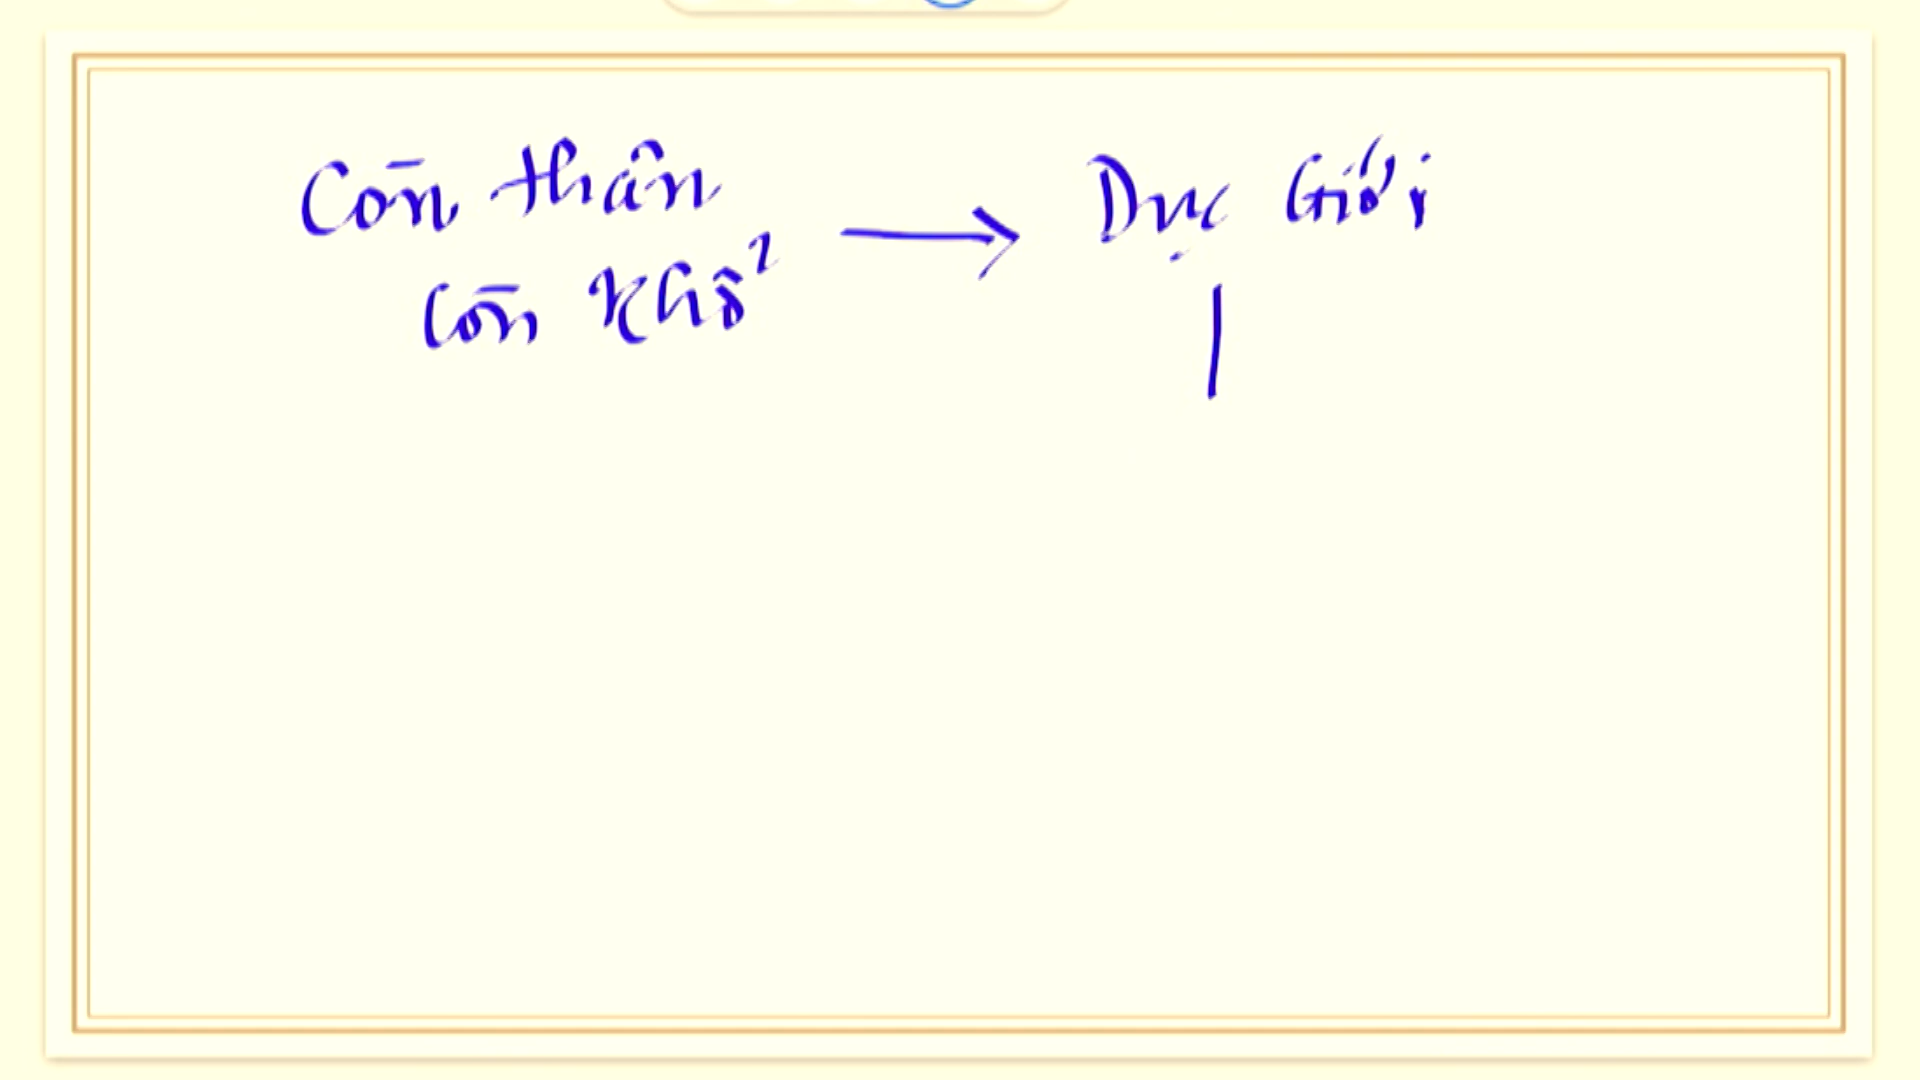 Còn thân
Còn khổ → Dục Giới